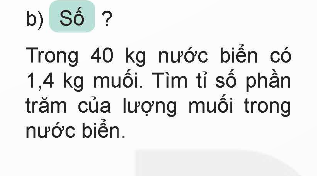 b) Số ?
Trong 40 kg nước biển có
1,4 kg muối. Tìm tỉ số phần
trăm của lượng muối trong
nước biển.